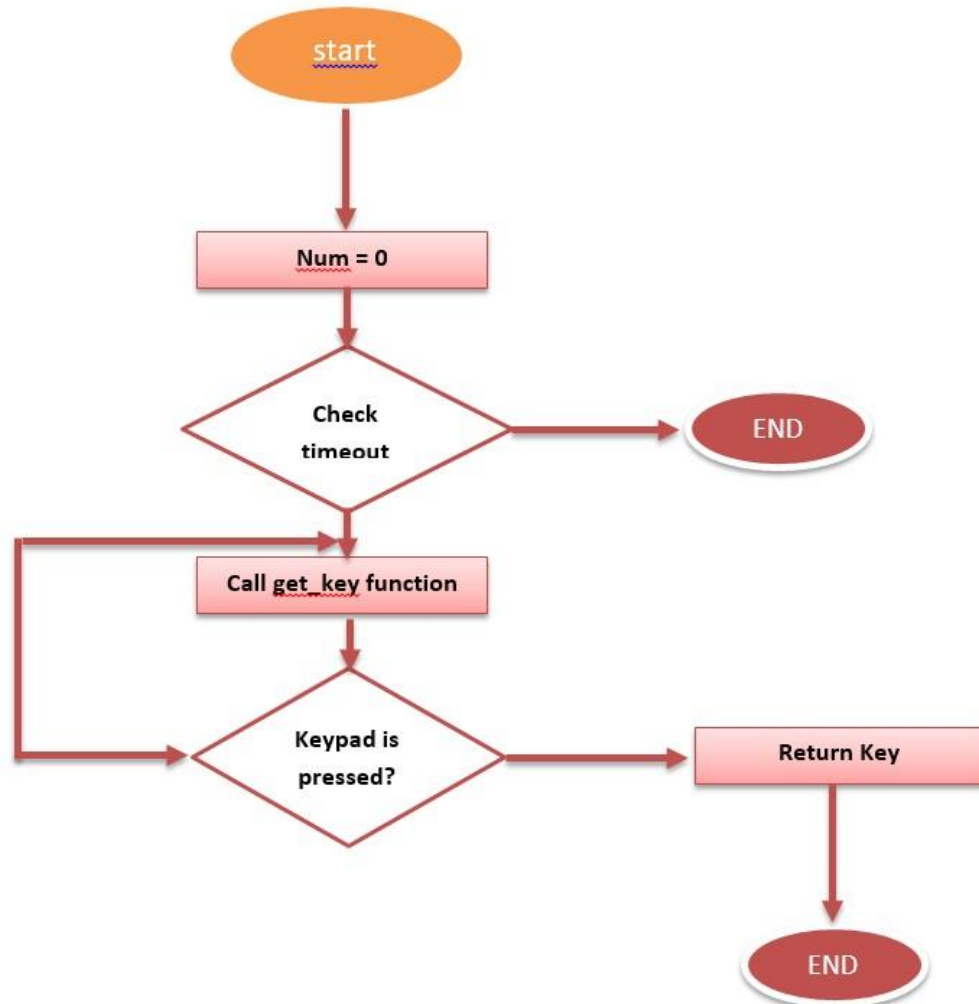 start
Num = 0
Check
timeout
END
Call get_key function
Keypad is
pressed?
Return Key
END